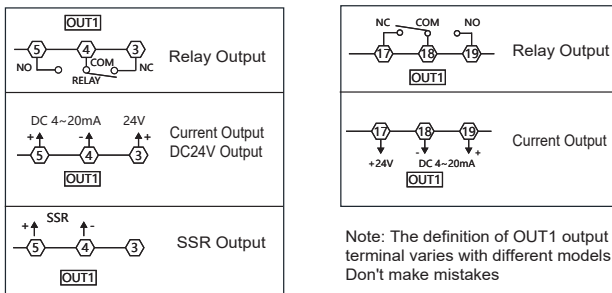 OUT1
5 4 3
NO COM NC
RELAY
Relay Output
DC 4~20mA 24V
+ - +
5 4 3
OUT1
Current Output
DC24V Output
SSR
+ -
5 4 3
OUT1
SSR Output
NC COM NO
17 18 19
OUT1
Relay Output
17 18 19
+24V - DC 4~20mA +
OUT1
Current Output
Note: The definition of OUT1 output
terminal varies with different models
Don't make mistakes